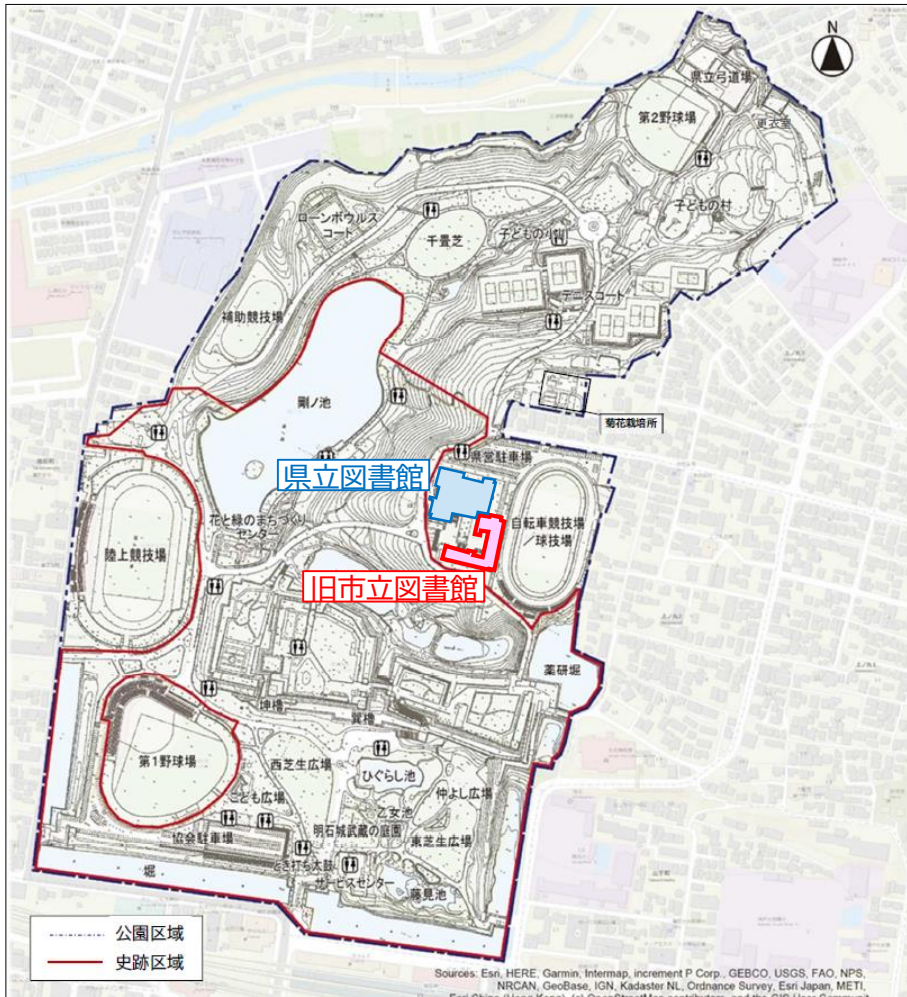 N
県立弓道場
第2野球場
更衣室
子どもの村
ローンボウルス
コート
千畳芝
テニスコート
補助競技場
剛ノ池
菊花栽培所
県営駐車場
県立図書館
自転車競技場
/球技場
花と緑のまちづくり
センター
陸上競技場
旧市立図書館
薬研堀
坤櫓
巽櫓
第1野球場
西芝生広場
ひぐらし池
仲よし広場
こども広場
乙女池
明石城武蔵の庭園
東芝生広場
協会駐車場
とき打ち太鼓
サービスセンター
堀
藤見池
公園区域
史跡区域
Sources: Esri, HERE, Garmin, Intermap, increment P Corp., GEBCO, USGS, FAO, NPS,
NRCAN, GeoBase, IGN, Kadaster NL, Ordnance Survey, Esri Japan, METI,